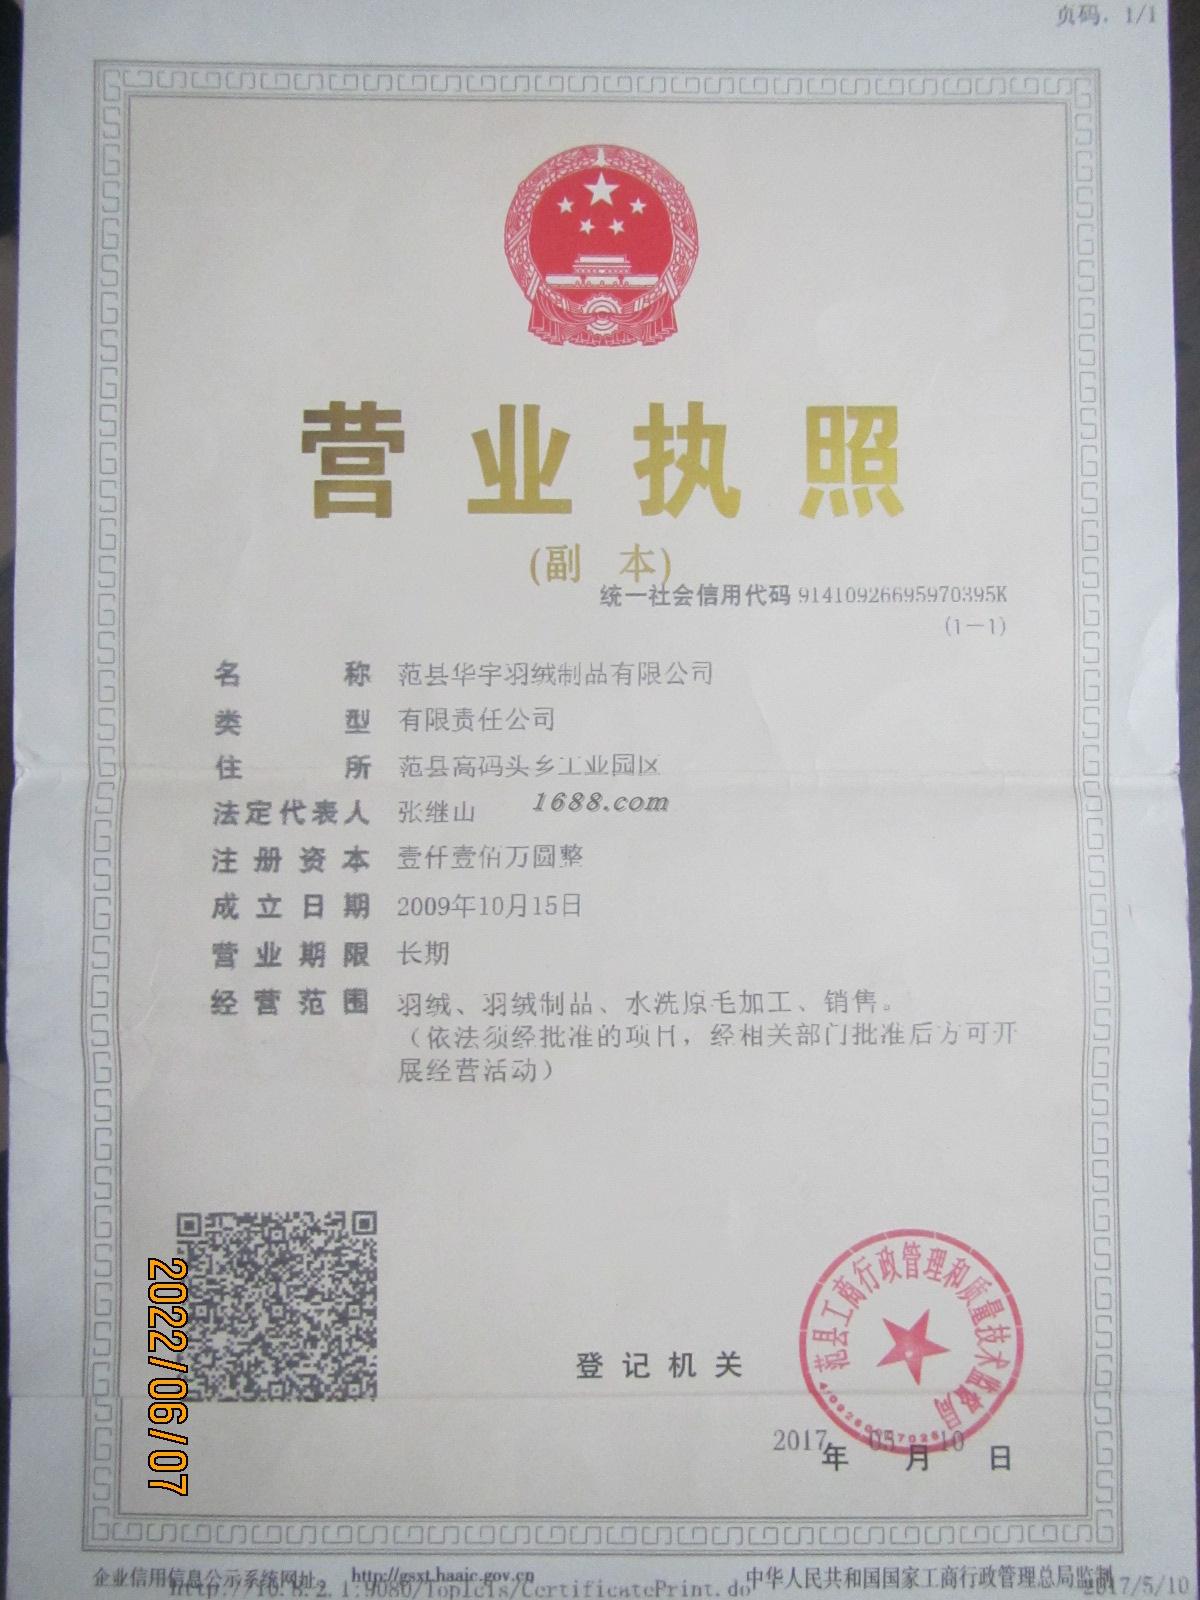 页码, 1/1
营业执照
(副 本)
统一社会信用代码 91410926695970395K
(1-1)
名称 范县华宇羽绒制品有限公司
类型 有限责任公司
住所 范县高码头乡工业园区
1688.com
法定代表人 张继山
注册资本 壹仟壹佰万圆整
成立日期 2009年10月15日
营业期限 长期
经营范围 羽绒、羽绒制品、水洗原毛加工、销售。
(依法须经批准的项目，经相关部门批准后方可开
展经营活动)
2022/06/07
登记机关
范县工商行政管理和质量技术监督局
2017年 05月 10日
企业信用信息公示系统网址: http://gsxt.haaic.gov.cn
中华人民共和国国家工商行政管理总局监制
http://10.8.2.1:9080/TopIcis/CertificatePrint.do
2017/5/10